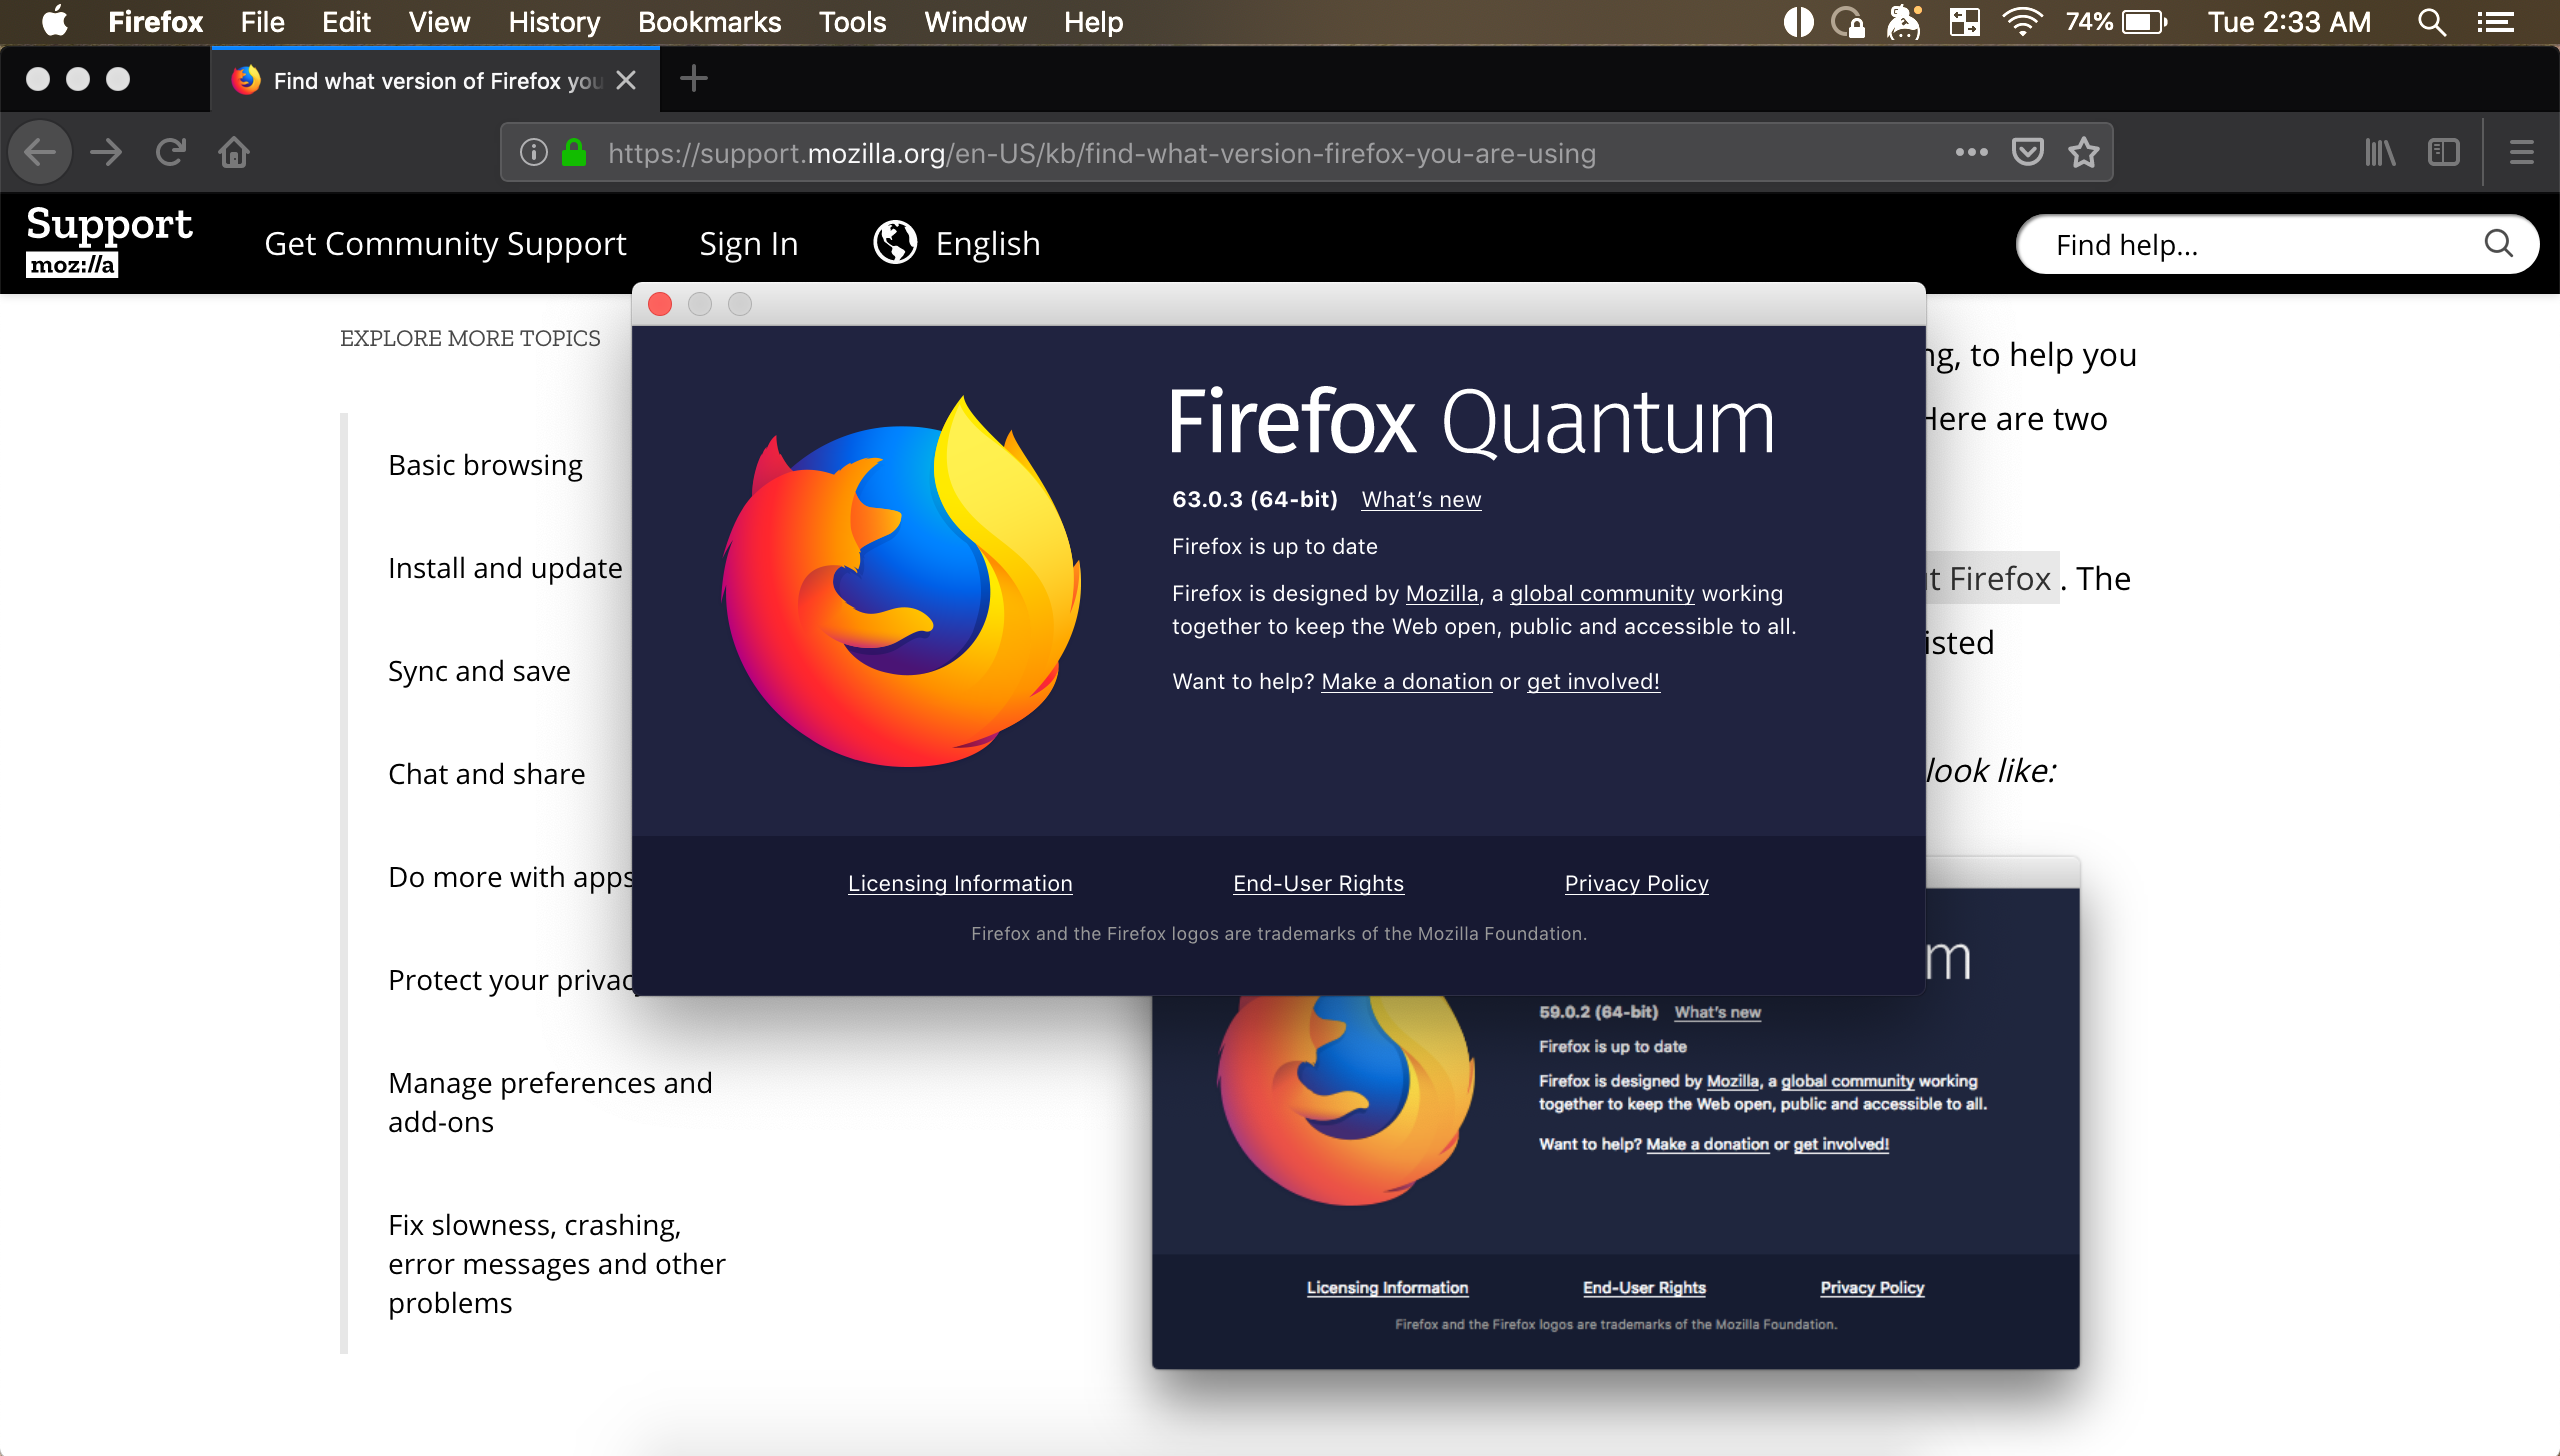 Firefox File Edit View History Bookmarks Tools Window Help 74% Tue 2:33 AM
Find what version of Firefox you
https://support.mozilla.org/en-US/kb/find-what-version-firefox-you-are-using
Support
moz://a
Get Community Support Sign In English Find help...
EXPLORE MORE TOPICS
Basic browsing
Install and update
Sync and save
Chat and share
Do more with apps
Protect your privac
Manage preferences and
add-ons
Fix slowness, crashing,
error messages and other
problems
Firefox Quantum
63.0.3 (64-bit) What's new
Firefox is up to date
Firefox is designed by Mozilla, a global community working
together to keep the Web open, public and accessible to all.
Want to help? Make a donation or get involved!
Licensing Information End-User Rights Privacy Policy
Firefox and the Firefox logos are trademarks of the Mozilla Foundation.
ng, to help you
Here are two
t Firefox . The
isted
look like:
m
59.0.2 (64-bit) What's new
Firefox is up to date
Firefox is designed by Mozilla, a global community working
together to keep the Web open, public and accessible to all.
Want to help? Make a donation or get involved!
Licensing Information End-User Rights Privacy Policy
Firefox and the Firefox logos are trademarks of the Mozilla Foundation.